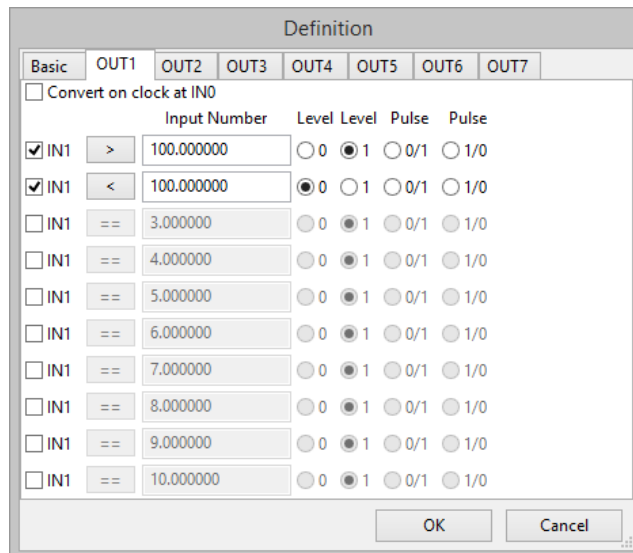 Definition
Basic OUT1 OUT2 OUT3 OUT4 OUT5 OUT6 OUT7
Convert on clock at IN0
Input Number Level Level Pulse Pulse
IN1 > 100.000000 0 1 0/1 1/0
IN1 < 100.000000 0 1 0/1 1/0
IN1 == 3.000000 0 1 0/1 1/0
IN1 == 4.000000 0 1 0/1 1/0
IN1 == 5.000000 0 1 0/1 1/0
IN1 == 6.000000 0 1 0/1 1/0
IN1 == 7.000000 0 1 0/1 1/0
IN1 == 8.000000 0 1 0/1 1/0
IN1 == 9.000000 0 1 0/1 1/0
IN1 == 10.000000 0 1 0/1 1/0
OK Cancel